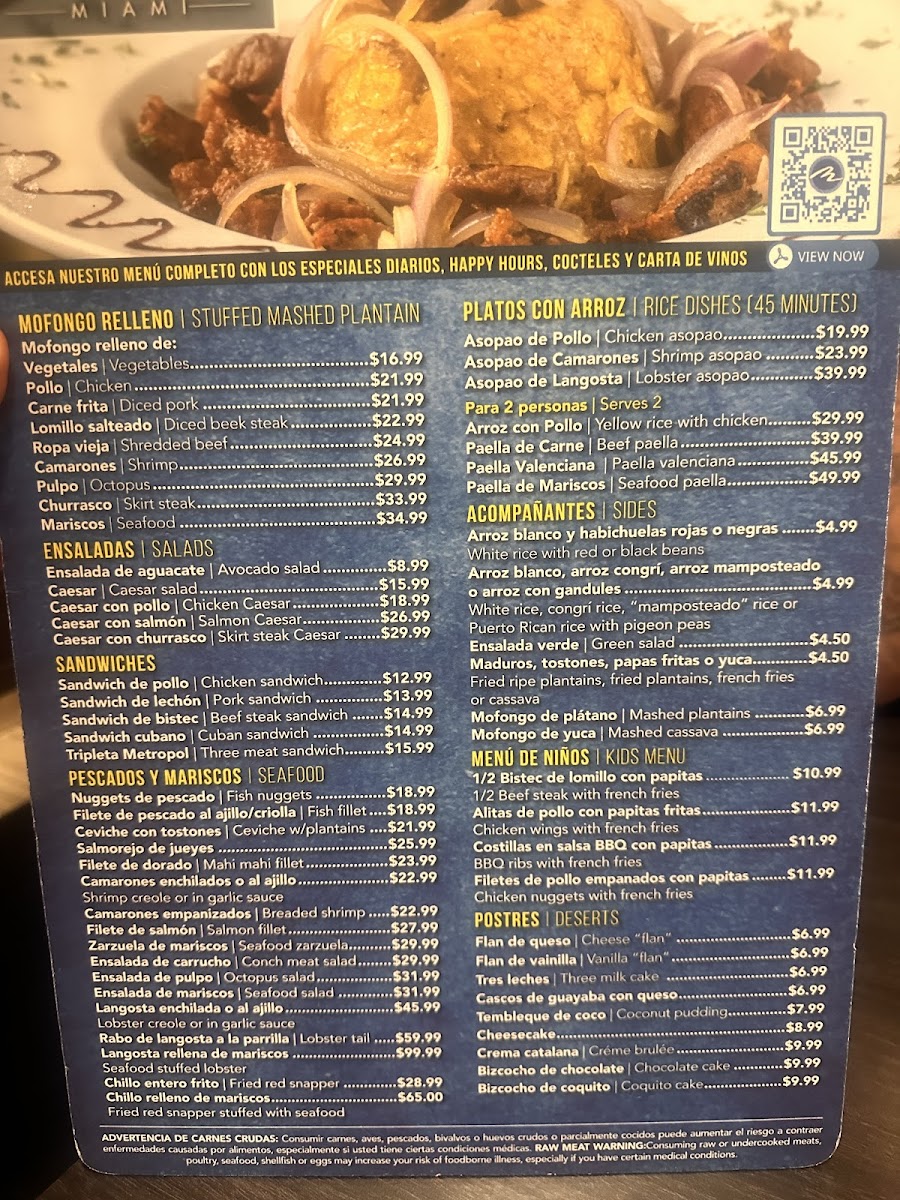 MIAMI
ACCESA NUESTRO MENÚ COMPLETO CON LOS ESPECIALES DIARIOS, HAPPY HOURS, COCTELES Y CARTA DE VINOS
VIEW NOW
MOFONGO RELLENO | STUFFED MASHED PLANTAIN
Mofongo relleno de:
Vegetales | Vegetables..........$16.99
Pollo | Chicken..........$21.99
Carne frita | Diced pork..........$21.99
Lomillo salteado | Diced beek steak..........$22.99
Ropa vieja | Shredded beef..........$24.99
Camarones | Shrimp..........$26.99
Pulpo | Octopus..........$29.99
Churrasco | Skirt steak..........$33.99
Mariscos | Seafood..........$34.99
ENSALADAS | SALADS
Ensalada de aguacate | Avocado salad..........$8.99
Caesar | Caesar salad..........$15.99
Caesar con pollo | Chicken Caesar..........$18.99
Caesar con salmón | Salmon Caesar..........$26.99
Caesar con churrasco | Skirt steak Caesar........$29.99
SANDWICHES
Sandwich de pollo | Chicken sandwich..........$12.99
Sandwich de lechón | Pork sandwich..........$13.99
Sandwich de bistec | Beef steak sandwich.......$14.99
Sandwich cubano | Cuban sandwich..........$14.99
Tripleta Metropol | Three meat sandwich.........$15.99
PESCADOS Y MARISCOS | SEAFOOD
Nuggets de pescado | Fish nuggets..........$18.99
Filete de pescado al ajillo/criolla | Fish fillet....$18.99
Ceviche con tostones | Ceviche w/plantains....$21.99
Salmorejo de jueyes..........$25.99
Filete de dorado | Mahi mahi fillet..........$23.99
Camarones enchilados o al ajillo..........$22.99
Shrimp creole or in garlic sauce
Camarones empanizados | Breaded shrimp.....$22.99
Filete de salmón | Salmon fillet..........$27.99
Zarzuela de mariscos | Seafood zarzuela.........$29.99
Ensalada de carrucho | Conch meat salad........$29.99
Ensalada de pulpo | Octopus salad..........$31.99
Ensalada de mariscos | Seafood salad..........$31.99
Langosta enchilada o al ajillo..........$45.99
Lobster creole or in garlic sauce
Rabo de langosta a la parrilla | Lobster tail.....$59.99
Langosta rellena de mariscos..........$99.99
Seafood stuffed lobster
Chillo entero frito | Fried red snapper..........$28.99
Chillo relleno de mariscos..........$65.00
Fried red snapper stuffed with seafood
PLATOS CON ARROZ | RICE DISHES (45 MINUTES)
Asopao de Pollo | Chicken asopao..........$19.99
Asopao de Camarones | Shrimp asopao..........$23.99
Asopao de Langosta | Lobster asopao..........$39.99
Para 2 personas | Serves 2
Arroz con Pollo | Yellow rice with chicken..........$29.99
Paella de Carne | Beef paella..........$39.99
Paella Valenciana | Paella valenciana..........$45.99
Paella de Mariscos | Seafood paella..........$49.99
ACOMPAÑANTES | SIDES
Arroz blanco y habichuelas rojas o negras.......$4.99
White rice with red or black beans
Arroz blanco, arroz congrí, arroz mamposteado
o arroz con gandules..........$4.99
White rice, congrí rice, "mamposteado" rice or
Puerto Rican rice with pigeon peas
Ensalada verde | Green salad..........$4.50
Maduros, tostones, papas fritas o yuca..........$4.50
Fried ripe plantains, fried plantains, french fries
or cassava
Mofongo de plátano | Mashed plantains..........$6.99
Mofongo de yuca | Mashed cassava..........$6.99
MENÚ DE NIÑOS | KIDS MENU
1/2 Bistec de lomillo con papitas..........$10.99
1/2 Beef steak with french fries
Alitas de pollo con papitas fritas..........$11.99
Chicken wings with french fries
Costillas en salsa BBQ con papitas..........$11.99
BBQ ribs with french fries
Filetes de pollo empanados con papitas........$11.99
Chicken nuggets with french fries
POSTRES | DESERTS
Flan de queso | Cheese "flan"..........$6.99
Flan de vainilla | Vanilla "flan"..........$6.99
Tres leches | Three milk cake..........$6.99
Cascos de guayaba con queso..........$6.99
Tembleque de coco | Coconut pudding..........$7.99
Cheesecake..........$8.99
Crema catalana | Créme brulée..........$9.99
Bizcocho de chocolate | Chocolate cake..........$9.99
Bizcocho de coquito | Coquito cake..........$9.99
ADVERTENCIA DE CARNES CRUDAS: Consumir carnes, aves, pescados, bivalvos o huevos crudos o parcialmente cocidos puede aumentar el riesgo a contraer
enfermedades causadas por alimentos, especialmente si usted tiene ciertas condiciones médicas. RAW MEAT WARNING:Consuming raw or undercooked meats,
poultry, seafood, shellfish or eggs may increase your risk of foodborne illness, especially if you have certain medical conditions.